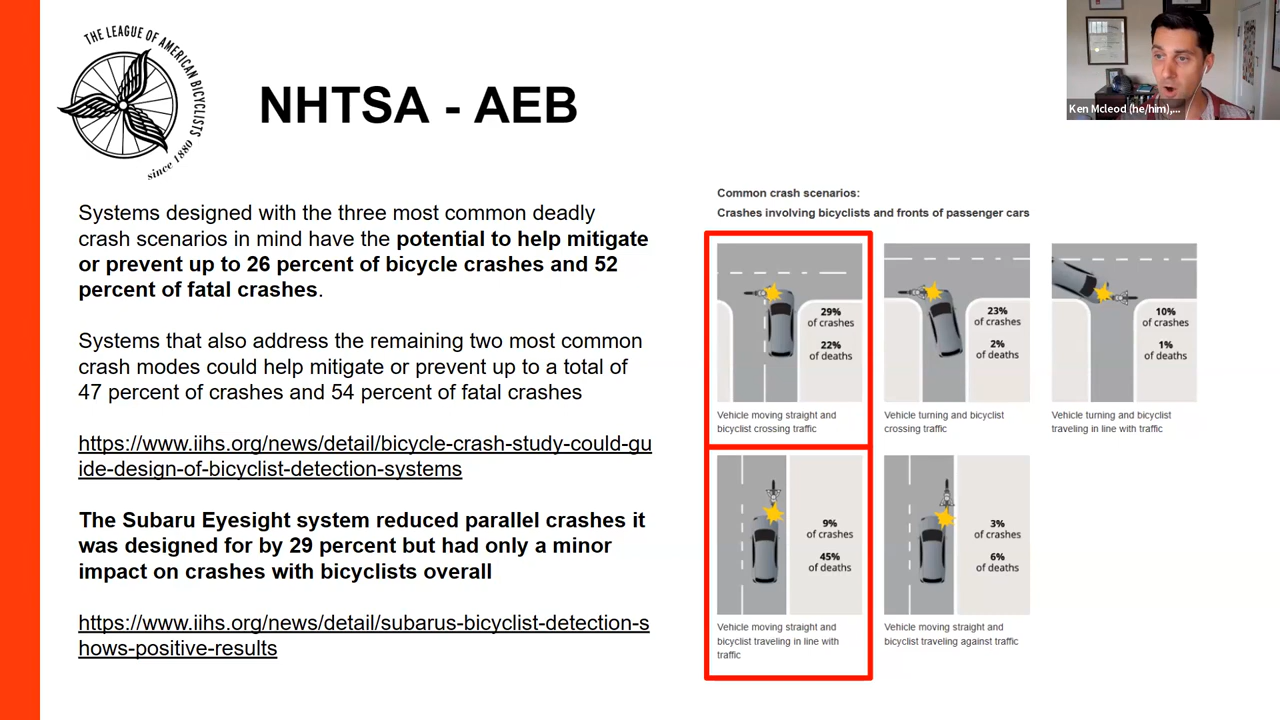 THE LEAGUE OF AMERICAN BICYCLISTS
since 1880
NHTSA - AEB
Ken Mcleod (he/him),...
Systems designed with the three most common deadly
crash scenarios in mind have the potential to help mitigate
or prevent up to 26 percent of bicycle crashes and 52
percent of fatal crashes.
Systems that also address the remaining two most common
crash modes could help mitigate or prevent up to a total of
47 percent of crashes and 54 percent of fatal crashes
https://www.iihs.org/news/detail/bicycle-crash-study-could-gu
ide-design-of-bicyclist-detection-systems
The Subaru Eyesight system reduced parallel crashes it
was designed for by 29 percent but had only a minor
impact on crashes with bicyclists overall
https://www.iihs.org/news/detail/subarus-bicyclist-detection-s
hows-positive-results
Common crash scenarios:
Crashes involving bicyclists and fronts of passenger cars
29%
of crashes
22%
of deaths
Vehicle moving straight and
bicyclist crossing traffic
23%
of crashes
2%
of deaths
Vehicle turning and bicyclist
crossing traffic
10%
of crashes
1%
of deaths
Vehicle turning and bicyclist
traveling in line with traffic
9%
of crashes
45%
of deaths
Vehicle moving straight and
bicyclist traveling in line with
traffic
3%
of crashes
6%
of deaths
Vehicle moving straight and
bicyclist traveling against traffic